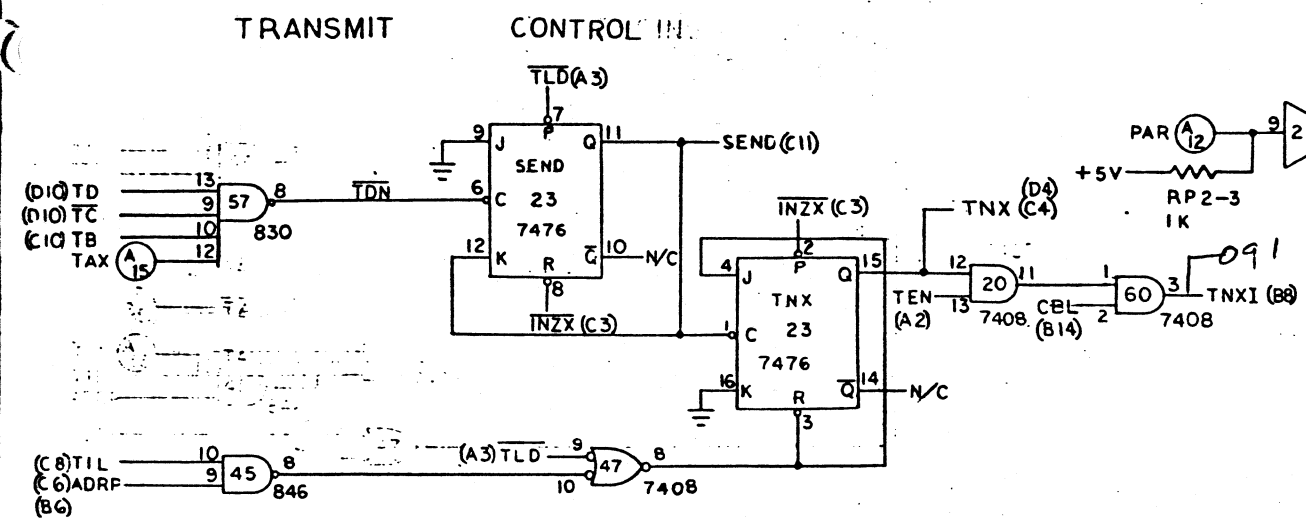 TRANSMIT CONTROL IN
TLD(A3)
7
9 J P Q 11 SEND(C11)
SEND
6 C 23
7476
12 K R Q 10 N/C
8
INZX(C3)
(D10)TD 13
(D10)TC 9 57 8 TDN
(C10)TB 10 830
TAX A 15 12
INZX(C3)
2
4 J P Q 15
TNX
1 C 23
7476
16 K R Q 14 N/C
3
(D4)
TNX (C4)
12 20 11
TEN 13 7408
(A2)
1 60 3 TNXI(B8)
CBL 2 7408
(B14)
091
PAR A 12 9 2
+5V
RP2-3
1K
(C8)TIL 10
(C6)ADRP 9 45 8
(B6) 846
(A3)TLD 9
10 47 8
7408